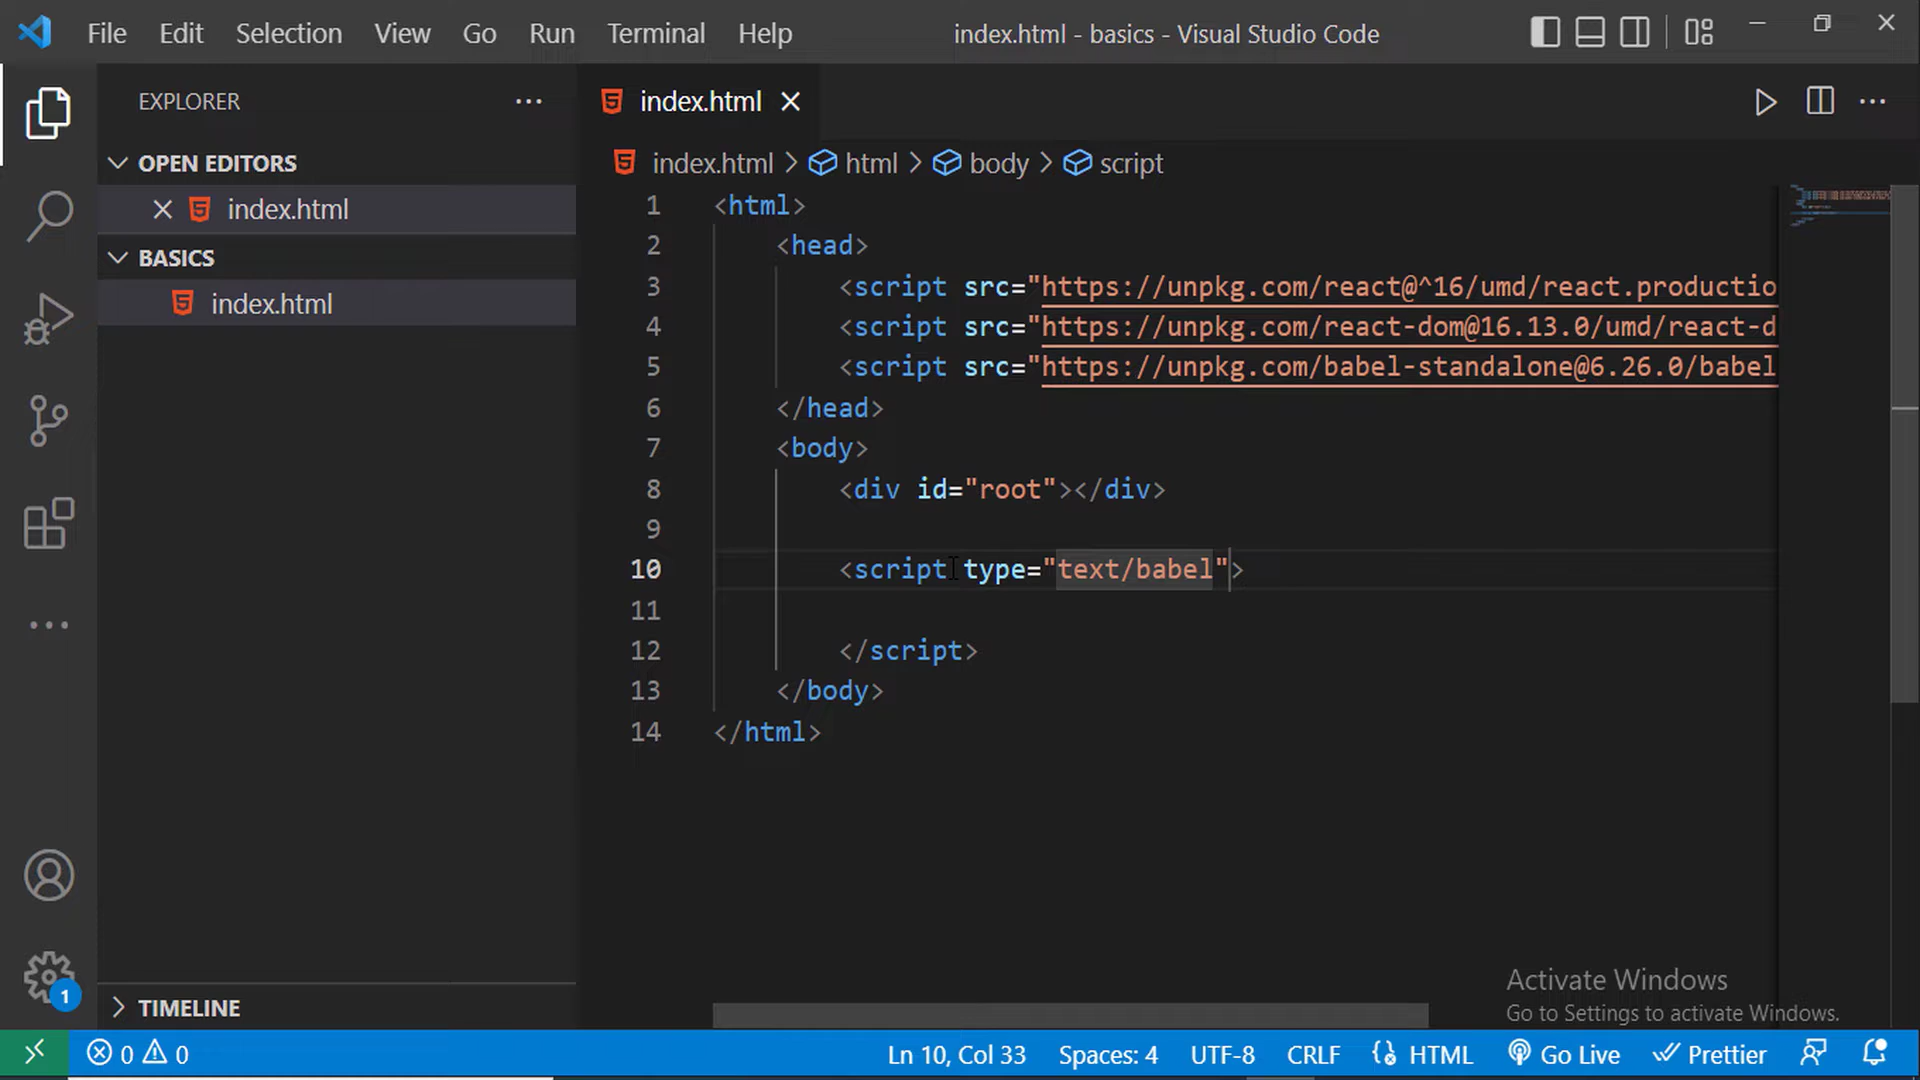 File Edit Selection View Go Run Terminal Help index.html - basics - Visual Studio Code
EXPLORER
OPEN EDITORS
index.html
BASICS
index.html
TIMELINE
1
index.html
index.html > html > body > script
1 <html>
2 <head>
3 <script src="https://unpkg.com/react@^16/umd/react.productio
4 <script src="https://unpkg.com/react-dom@16.13.0/umd/react-d
5 <script src="https://unpkg.com/babel-standalone@6.26.0/babel
6 </head>
7 <body>
8 <div id="root"></div>
9
10 <script type="text/babel">
11
12 </script>
13 </body>
14 </html>
Activate Windows
Go to Settings to activate Windows.
0 0 Ln 10, Col 33 Spaces: 4 UTF-8 CRLF HTML Go Live Prettier